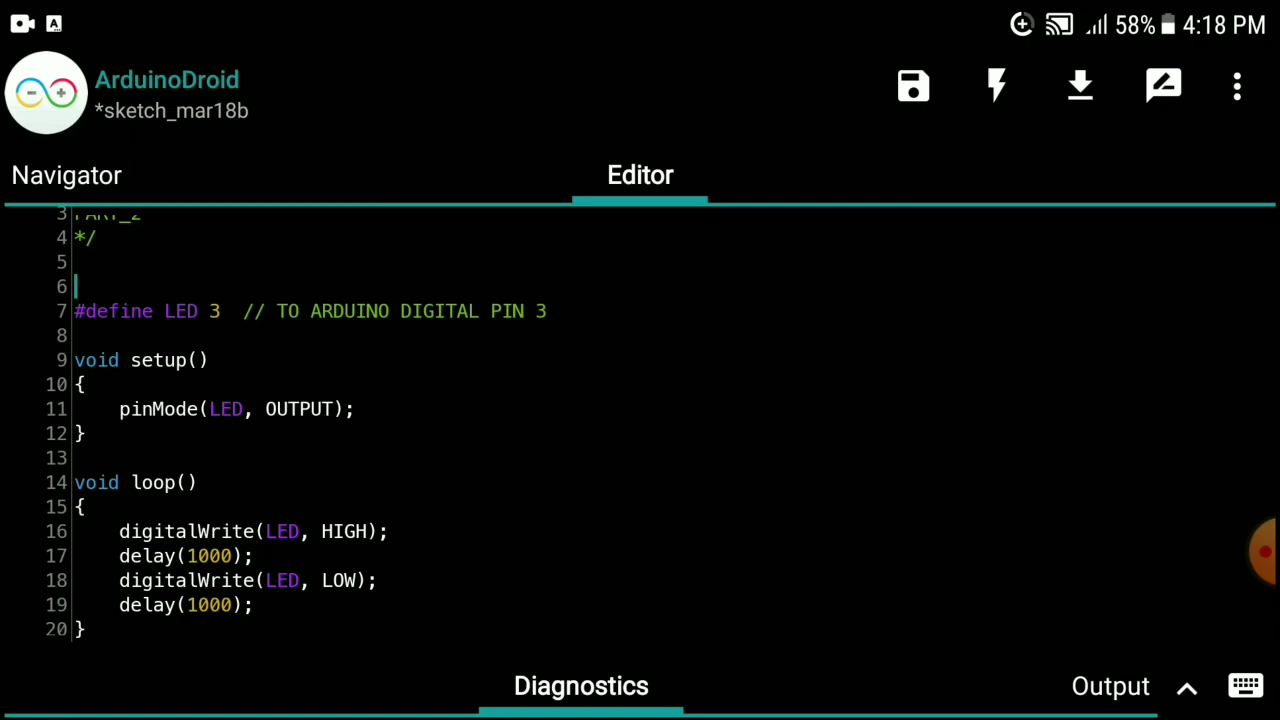 58% 4:18 PM
ArduinoDroid
*sketch_mar18b
Navigator
Editor
3 PART_2
4 */
5
6
7 #define LED 3  // TO ARDUINO DIGITAL PIN 3
8
9 void setup()
10 {
11     pinMode(LED, OUTPUT);
12 }
13
14 void loop()
15 {
16     digitalWrite(LED, HIGH);
17     delay(1000);
18     digitalWrite(LED, LOW);
19     delay(1000);
20 }
Diagnostics
Output